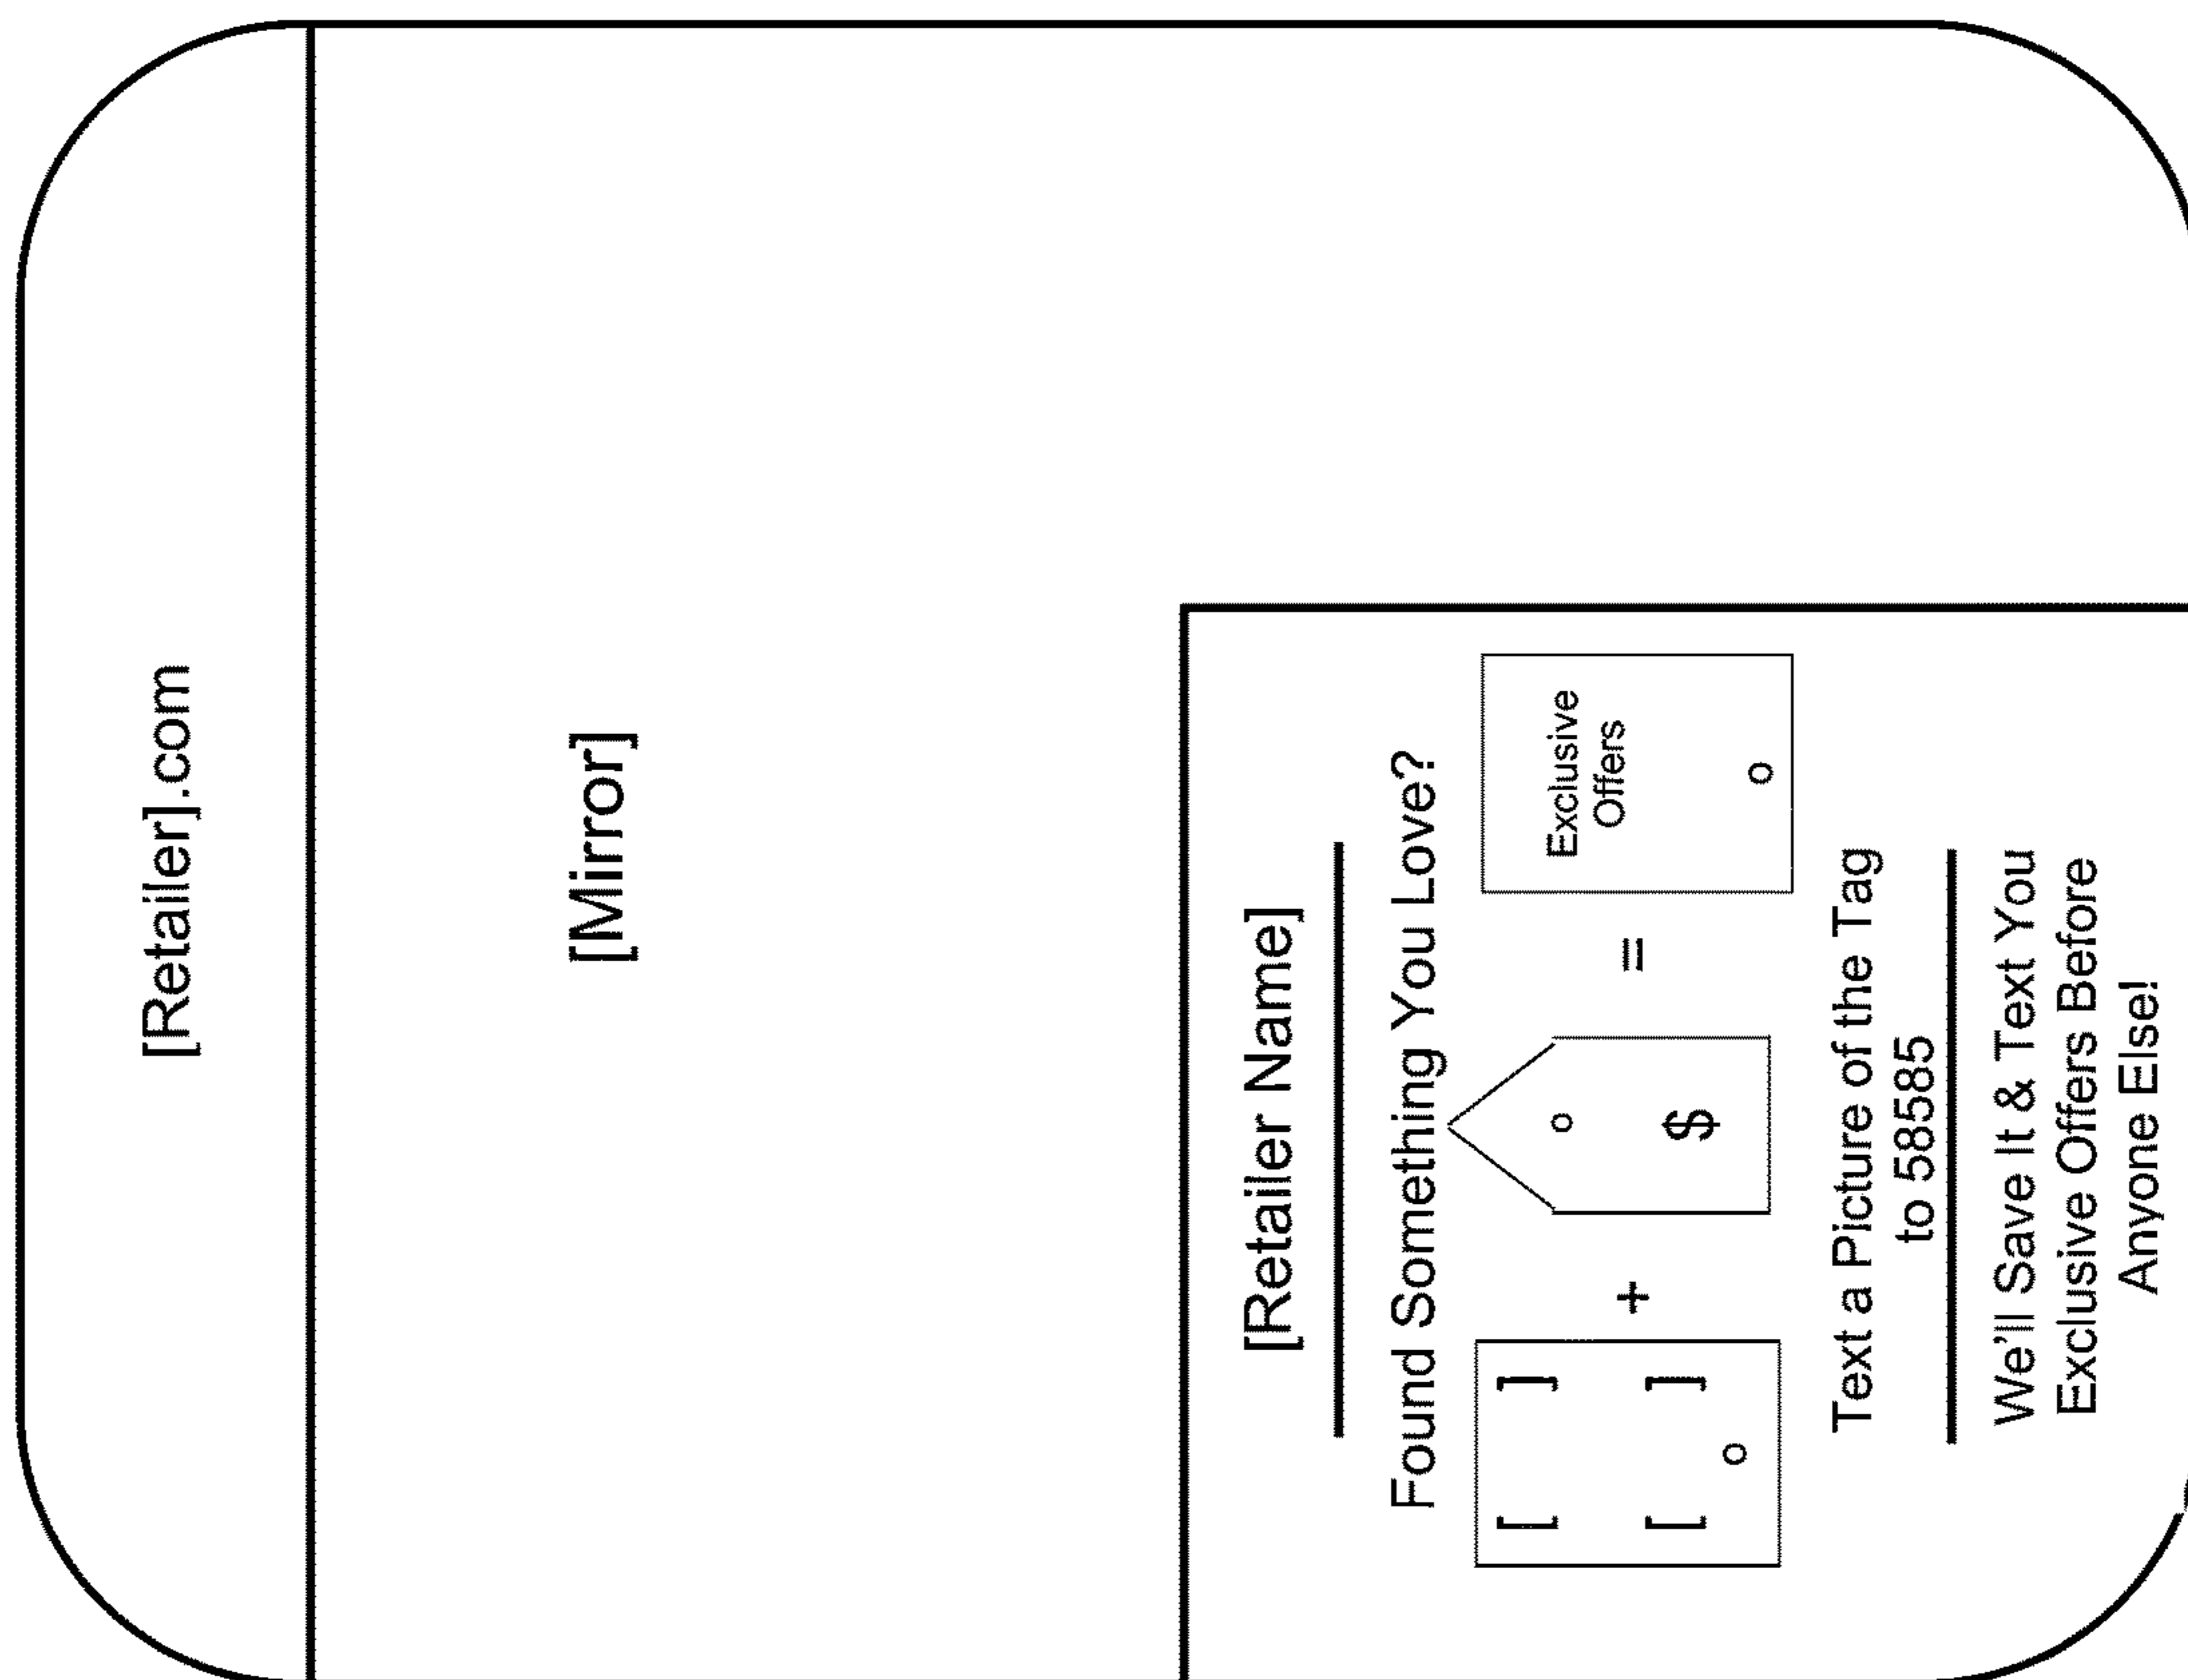 [Retailer].com
[Mirror]
[Retailer Name]
Found Something You Love?
[ ]
[ ]
+
$
=
Exclusive
Offers
Text a Picture of the Tag
to 58585
We'll Save It & Text You
Exclusive Offers Before
Anyone Else!